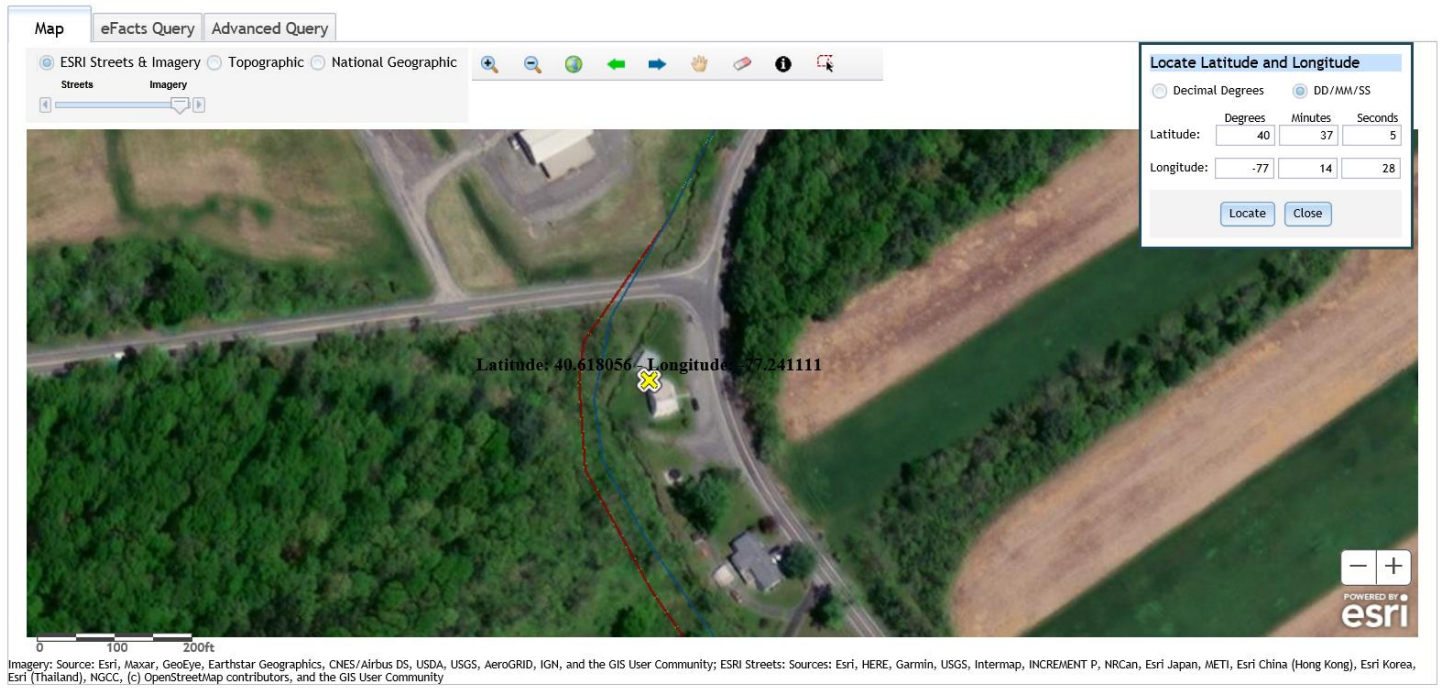 Map eFacts Query Advanced Query
ESRI Streets & Imagery Topographic National Geographic
Streets Imagery
Locate Latitude and Longitude
Decimal Degrees DD/MM/SS
Degrees Minutes Seconds
Latitude: 40 37 5
Longitude: -77 14 28
Locate Close
Latitude: 40.618056 - Longitude: -77.241111
POWERED BY
esri
0 100 200ft
Imagery: Source: Esri, Maxar, GeoEye, Earthstar Geographics, CNES/Airbus DS, USDA, USGS, AeroGRID, IGN, and the GIS User Community; ESRI Streets: Sources: Esri, HERE, Garmin, USGS, Intermap, INCREMENT P, NRCan, Esri Japan, METI, Esri China (Hong Kong), Esri Korea,
Esri (Thailand), NGCC, (c) OpenStreetMap contributors, and the GIS User Community